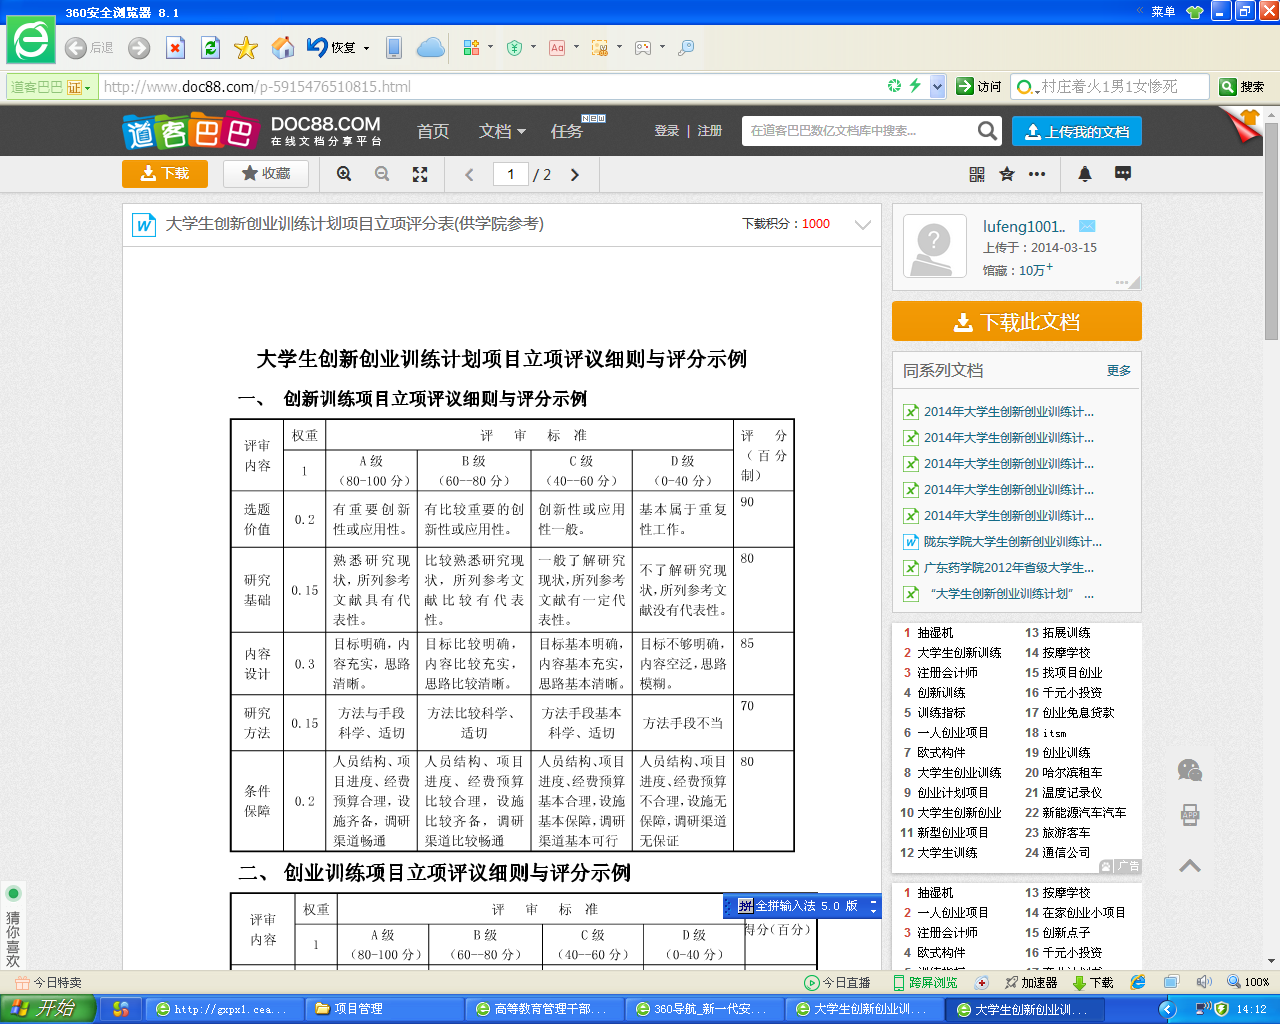 360安全浏览器 8.1
菜单
后退
恢复
道客巴巴 证
http://www.doc88.com/p-5915476510815.html
访问
村庄着火1男1女惨死
搜索
道客巴巴 DOC88.COM
在线文档分享平台
首页 文档 任务 NEW
登录 | 注册
在道客巴巴数亿文档库中搜索...
上传我的文档
下载 收藏 1 / 2
大学生创新创业训练计划项目立项评分表(供学院参考)
下载积分：1000
大学生创新创业训练计划项目立项评议细则与评分示例
一、 创新训练项目立项评议细则与评分示例
评审内容 权重 评 审 标 准 评 分（百分制）
1 A 级（80-100 分） B 级（60--80 分） C 级（40--60 分） D 级（0-40 分）
选题价值 0.2 有重要创新性或应用性。 有比较重要的创新性或应用性。 创新性或应用性一般。 基本属于重复性工作。 90
研究基础 0.15 熟悉研究现状，所列参考文献具有代表性。 比较熟悉研究现状，所列参考文献比较有代表性。 一般了解研究现状，所列参考文献有一定代表性。 不了解研究现状，所列参考文献没有代表性。 80
内容设计 0.3 目标明确，内容充实，思路清晰。 目标比较明确，内容比较充实，思路比较清晰。 目标基本明确，内容基本充实，思路基本清晰。 目标不够明确，内容空泛，思路模糊。 85
研究方法 0.15 方法与手段科学、适切 方法比较科学、适切 方法手段基本科学、适切 方法手段不当 70
条件保障 0.2 人员结构、项目进度、经费预算合理，设施齐备，调研渠道畅通 人员结构、项目进度、经费预算比较合理，设施比较齐备，调研渠道比较畅通 人员结构、项目进度、经费预算基本合理，设施基本保障，调研渠道基本可行 人员结构、项目进度、经费预算不合理，设施无保障，调研渠道无保证 80
二、 创业训练项目立项评议细则与评分示例
评审内容 权重 评 审 标 准
得分（百分）
1 A 级（80-100 分） B 级（60--80 分） C 级（40--60 分） D 级（0-40 分）
拼 全拼输入法 5.0 版
lufeng1001..
上传于：2014-03-15
馆藏：10万+
下载此文档
同系列文档 更多
2014年大学生创新创业训练计...
2014年大学生创新创业训练计...
2014年大学生创新创业训练计...
2014年大学生创新创业训练计...
2014年大学生创新创业训练计...
陇东学院大学生创新创业训练计...
广东药学院2012年省级大学生...
“大学生创新创业训练计划” ...
1 抽湿机 13 拓展训练
2 大学生创新训练 14 按摩学校
3 注册会计师 15 找项目创业
4 创新训练 16 千元小投资
5 训练指标 17 创业免息贷款
6 一人创业项目 18 itsm
7 欧式构件 19 创业训练
8 大学生创业训练 20 哈尔滨租车
9 创业计划项目 21 温度记录仪
10 大学生创新创业 22 新能源汽车汽车
11 新型创业项目 23 旅游客车
12 大学生训练 24 通信公司
广告
1 抽湿机 13 按摩学校
2 一人创业项目 14 在家创业小项目
3 注册会计师 15 创新点子
4 欧式构件 16 千元小投资
APP
猜你喜欢
今日特卖
今日直播 跨屏浏览 加速器 下载 100%
开始
http://gxpx1.cea...
项目管理
高等教育管理干部...
360导航_新一代安...
大学生创新创业训...
大学生创新创业训...
14:12